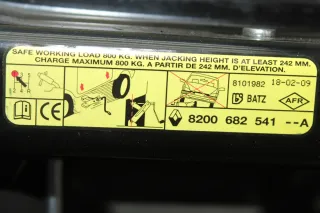 SAFE WORKING LOAD 800 KG. WHEN JACKING HEIGHT IS AT LEAST 242 MM.
CHARGE MAXIMUM 800 KG. A PARTIR DE 242 MM. D'ELEVATION.
8101982 18-02-09
CE BATZ AFR
8200 682 541 --A